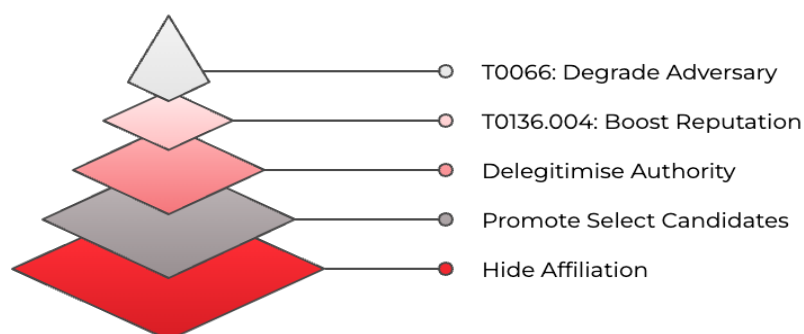 T0066: Degrade Adversary
T0136.004: Boost Reputation
Delegitimise Authority
Promote Select Candidates
Hide Affiliation